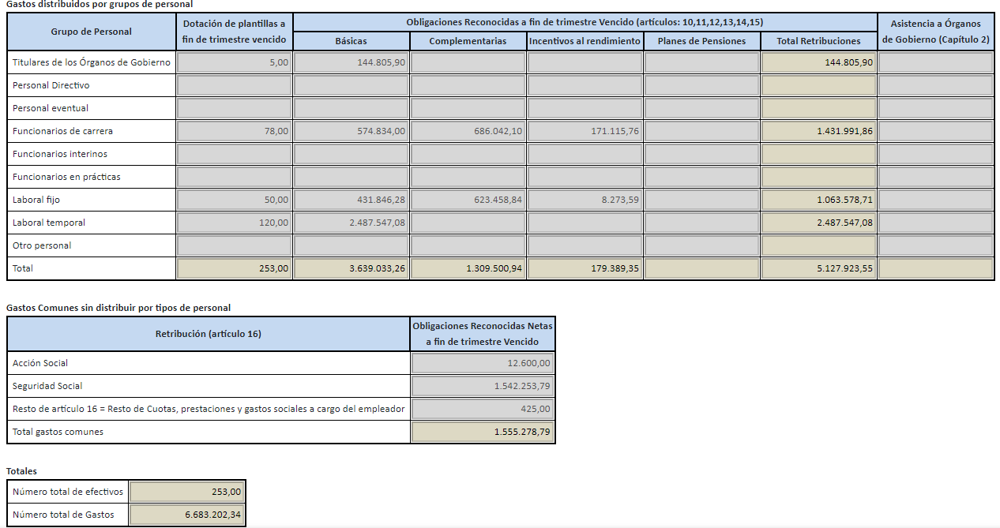 Gastos distribuidos por grupos de personal
Grupo de Personal
Dotación de plantillas a
fin de trimestre vencido
Obligaciones Reconocidas a fin de trimestre Vencido (artículos: 10,11,12,13,14,15)
Básicas Complementarias Incentivos al rendimiento Planes de Pensiones Total Retribuciones
Asistencia a Órganos
de Gobierno (Capítulo 2)
Titulares de los Órganos de Gobierno 5,00 144.805,90 144.805,90
Personal Directivo
Personal eventual
Funcionarios de carrera 78,00 574.834,00 686.042,10 171.115,76 1.431.991,86
Funcionarios interinos
Funcionarios en prácticas
Laboral fijo 50,00 431.846,28 623.458,84 8.273,59 1.063.578,71
Laboral temporal 120,00 2.487.547,08 2.487.547,08
Otro personal
Total 253,00 3.639.033,26 1.309.500,94 179.389,35 5.127.923,55
Gastos Comunes sin distribuir por tipos de personal
Retribución (artículo 16)
Obligaciones Reconocidas Netas
a fin de trimestre Vencido
Acción Social 12.600,00
Seguridad Social 1.542.253,79
Resto de artículo 16 = Resto de Cuotas, prestaciones y gastos sociales a cargo del empleador 425,00
Total gastos comunes 1.555.278,79
Totales
Número total de efectivos 253,00
Número total de Gastos 6.683.202,34